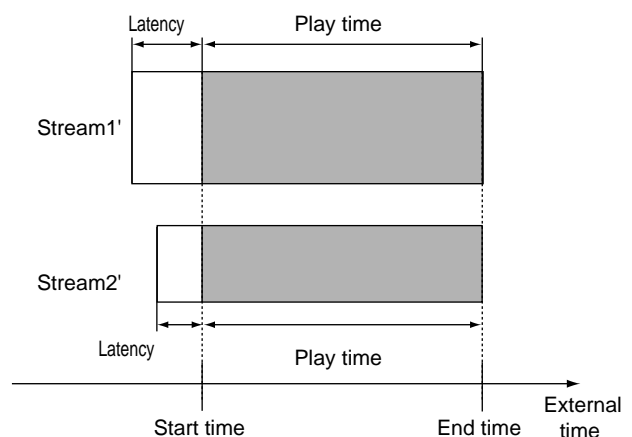 Latency
Play time
Stream1'
Stream2'
Latency
Play time
Start time
End time
External
time